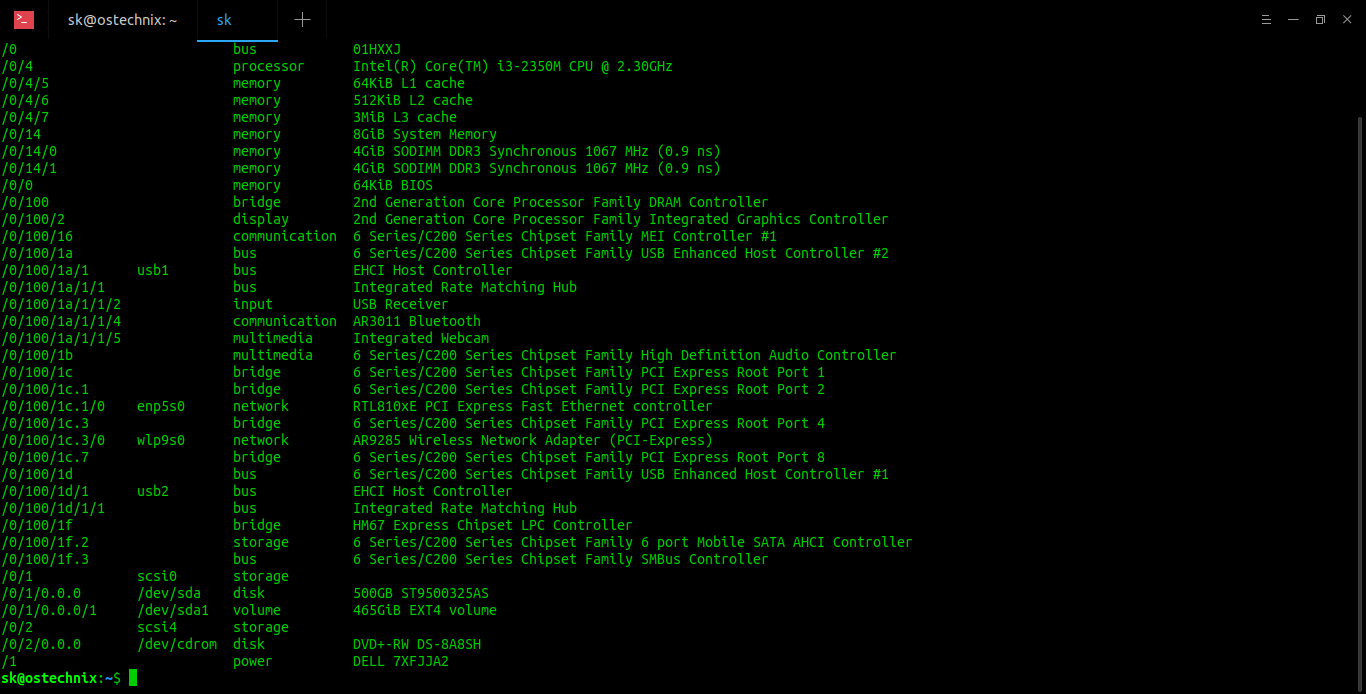 sk@ostechnix: ~ sk
/0 bus 01HXXJ
/0/4 processor Intel(R) Core(TM) i3-2350M CPU @ 2.30GHz
/0/4/5 memory 64KiB L1 cache
/0/4/6 memory 512KiB L2 cache
/0/4/7 memory 3MiB L3 cache
/0/14 memory 8GiB System Memory
/0/14/0 memory 4GiB SODIMM DDR3 Synchronous 1067 MHz (0.9 ns)
/0/14/1 memory 4GiB SODIMM DDR3 Synchronous 1067 MHz (0.9 ns)
/0/0 memory 64KiB BIOS
/0/100 bridge 2nd Generation Core Processor Family DRAM Controller
/0/100/2 display 2nd Generation Core Processor Family Integrated Graphics Controller
/0/100/16 communication 6 Series/C200 Series Chipset Family MEI Controller #1
/0/100/1a bus 6 Series/C200 Series Chipset Family USB Enhanced Host Controller #2
/0/100/1a/1 usb1 bus EHCI Host Controller
/0/100/1a/1/1 bus Integrated Rate Matching Hub
/0/100/1a/1/1/2 input USB Receiver
/0/100/1a/1/1/4 communication AR3011 Bluetooth
/0/100/1a/1/1/5 multimedia Integrated Webcam
/0/100/1b multimedia 6 Series/C200 Series Chipset Family High Definition Audio Controller
/0/100/1c bridge 6 Series/C200 Series Chipset Family PCI Express Root Port 1
/0/100/1c.1 bridge 6 Series/C200 Series Chipset Family PCI Express Root Port 2
/0/100/1c.1/0 enp5s0 network RTL810xE PCI Express Fast Ethernet controller
/0/100/1c.3 bridge 6 Series/C200 Series Chipset Family PCI Express Root Port 4
/0/100/1c.3/0 wlp9s0 network AR9285 Wireless Network Adapter (PCI-Express)
/0/100/1c.7 bridge 6 Series/C200 Series Chipset Family PCI Express Root Port 8
/0/100/1d bus 6 Series/C200 Series Chipset Family USB Enhanced Host Controller #1
/0/100/1d/1 usb2 bus EHCI Host Controller
/0/100/1d/1/1 bus Integrated Rate Matching Hub
/0/100/1f bridge HM67 Express Chipset LPC Controller
/0/100/1f.2 storage 6 Series/C200 Series Chipset Family 6 port Mobile SATA AHCI Controller
/0/100/1f.3 bus 6 Series/C200 Series Chipset Family SMBus Controller
/0/1 scsi0 storage
/0/1/0.0.0 /dev/sda disk 500GB ST9500325AS
/0/1/0.0.0/1 /dev/sda1 volume 465GiB EXT4 volume
/0/2 scsi4 storage
/0/2/0.0.0 /dev/cdrom disk DVD+-RW DS-8A8SH
/1 power DELL 7XFJJA2
sk@ostechnix:~$